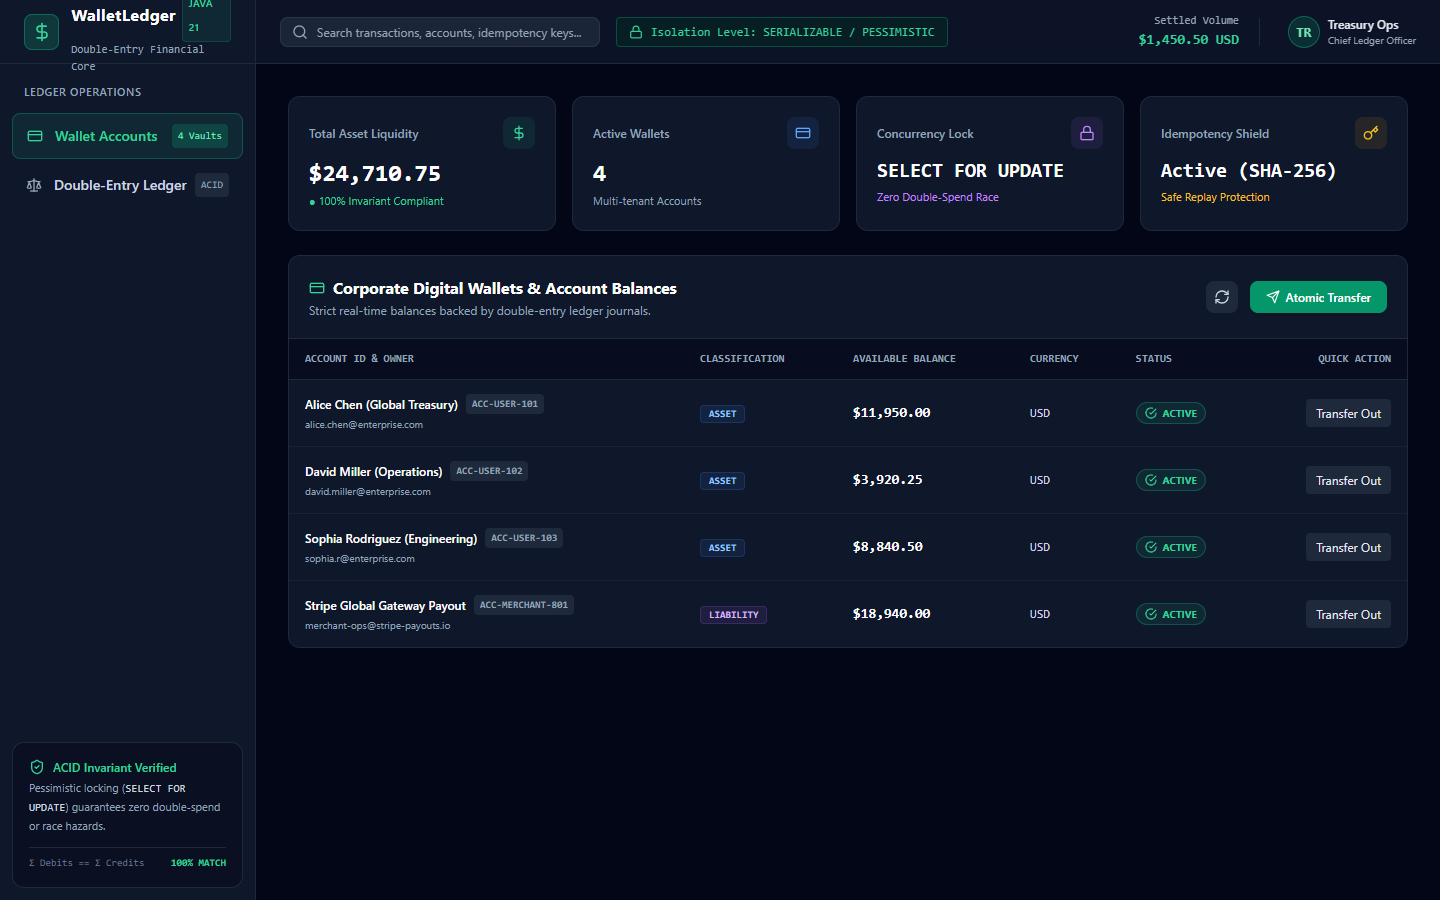 WalletLedger
JAVA 21
Double-Entry Financial Core
Search transactions, accounts, idempotency keys...
Isolation Level: SERIALIZABLE / PESSIMISTIC
Settled Volume
$1,450.50 USD
TR
Treasury Ops
Chief Ledger Officer
LEDGER OPERATIONS
Wallet Accounts
4 Vaults
Double-Entry Ledger
ACID
Total Asset Liquidity
$24,710.75
● 100% Invariant Compliant
Active Wallets
4
Multi-tenant Accounts
Concurrency Lock
SELECT FOR UPDATE
Zero Double-Spend Race
Idempotency Shield
Active (SHA-256)
Safe Replay Protection
Corporate Digital Wallets & Account Balances
Strict real-time balances backed by double-entry ledger journals.
Atomic Transfer
ACCOUNT ID & OWNER CLASSIFICATION AVAILABLE BALANCE CURRENCY STATUS QUICK ACTION
Alice Chen (Global Treasury) ACC-USER-101
alice.chen@enterprise.com
ASSET $11,950.00 USD ACTIVE Transfer Out
David Miller (Operations) ACC-USER-102
david.miller@enterprise.com
ASSET $3,920.25 USD ACTIVE Transfer Out
Sophia Rodriguez (Engineering) ACC-USER-103
sophia.r@enterprise.com
ASSET $8,840.50 USD ACTIVE Transfer Out
Stripe Global Gateway Payout ACC-MERCHANT-801
merchant-ops@stripe-payouts.io
LIABILITY $18,940.00 USD ACTIVE Transfer Out
ACID Invariant Verified
Pessimistic locking (SELECT FOR
UPDATE) guarantees zero double-spend
or race hazards.
Σ Debits == Σ Credits 100% MATCH